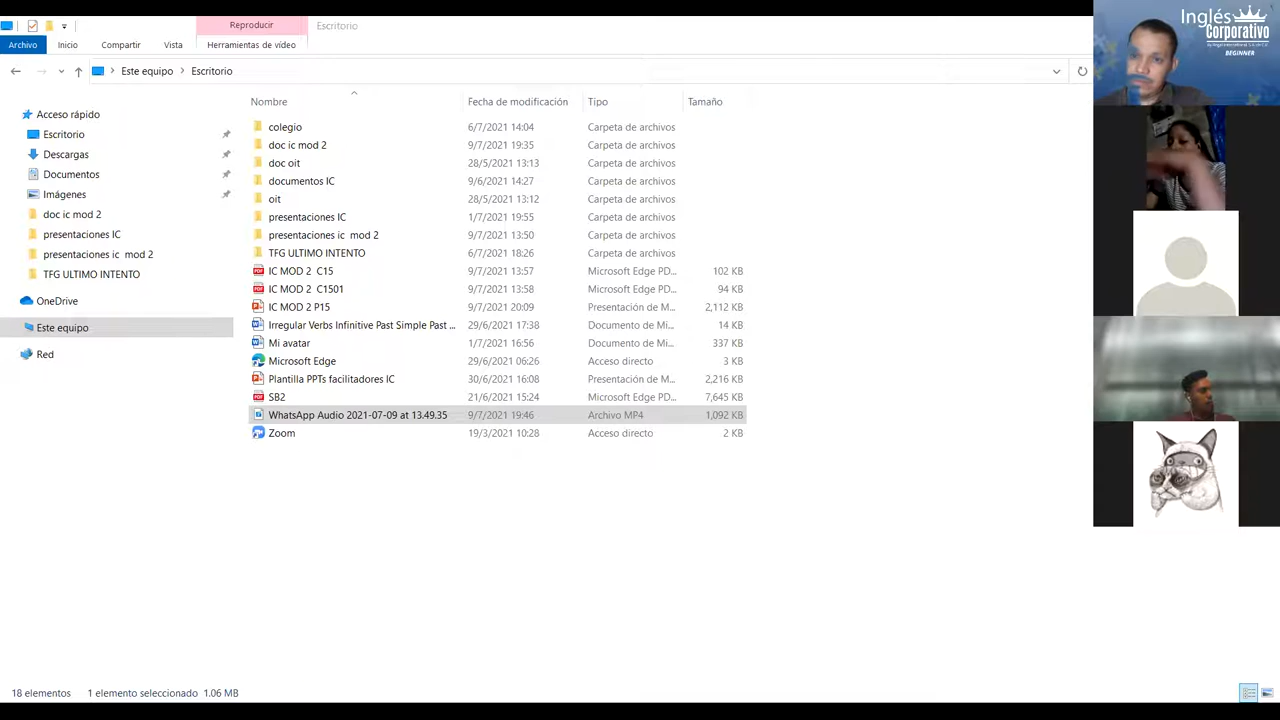 Reproducir
Escritorio
Archivo
Inicio
Compartir
Vista
Herramientas de vídeo
Este equipo
Escritorio
Nombre
Fecha de modificación
Tipo
Tamaño
Acceso rápido
Escritorio
Descargas
Documentos
Imágenes
doc ic mod 2
presentaciones IC
presentaciones ic mod 2
TFG ULTIMO INTENTO
OneDrive
Este equipo
Red
colegio 6/7/2021 14:04 Carpeta de archivos
doc ic mod 2 9/7/2021 19:35 Carpeta de archivos
doc oit 28/5/2021 13:13 Carpeta de archivos
documentos IC 9/6/2021 14:27 Carpeta de archivos
oit 28/5/2021 13:12 Carpeta de archivos
presentaciones IC 1/7/2021 19:55 Carpeta de archivos
presentaciones ic mod 2 9/7/2021 13:50 Carpeta de archivos
TFG ULTIMO INTENTO 6/7/2021 18:26 Carpeta de archivos
IC MOD 2 C15 9/7/2021 13:57 Microsoft Edge PD... 102 KB
IC MOD 2 C1501 9/7/2021 13:58 Microsoft Edge PD... 94 KB
IC MOD 2 P15 9/7/2021 20:09 Presentación de M... 2,112 KB
Irregular Verbs Infinitive Past Simple Past ... 29/6/2021 17:38 Documento de Mi... 14 KB
Mi avatar 1/7/2021 16:56 Documento de Mi... 337 KB
Microsoft Edge 29/6/2021 06:26 Acceso directo 3 KB
Plantilla PPTs facilitadores IC 30/6/2021 16:08 Presentación de M... 2,216 KB
SB2 21/6/2021 15:24 Microsoft Edge PD... 7,645 KB
WhatsApp Audio 2021-07-09 at 13.49.35 9/7/2021 19:46 Archivo MP4 1,092 KB
Zoom 19/3/2021 10:28 Acceso directo 2 KB
18 elementos 1 elemento seleccionado 1.06 MB
Inglés
Corporativo
BEGINNER